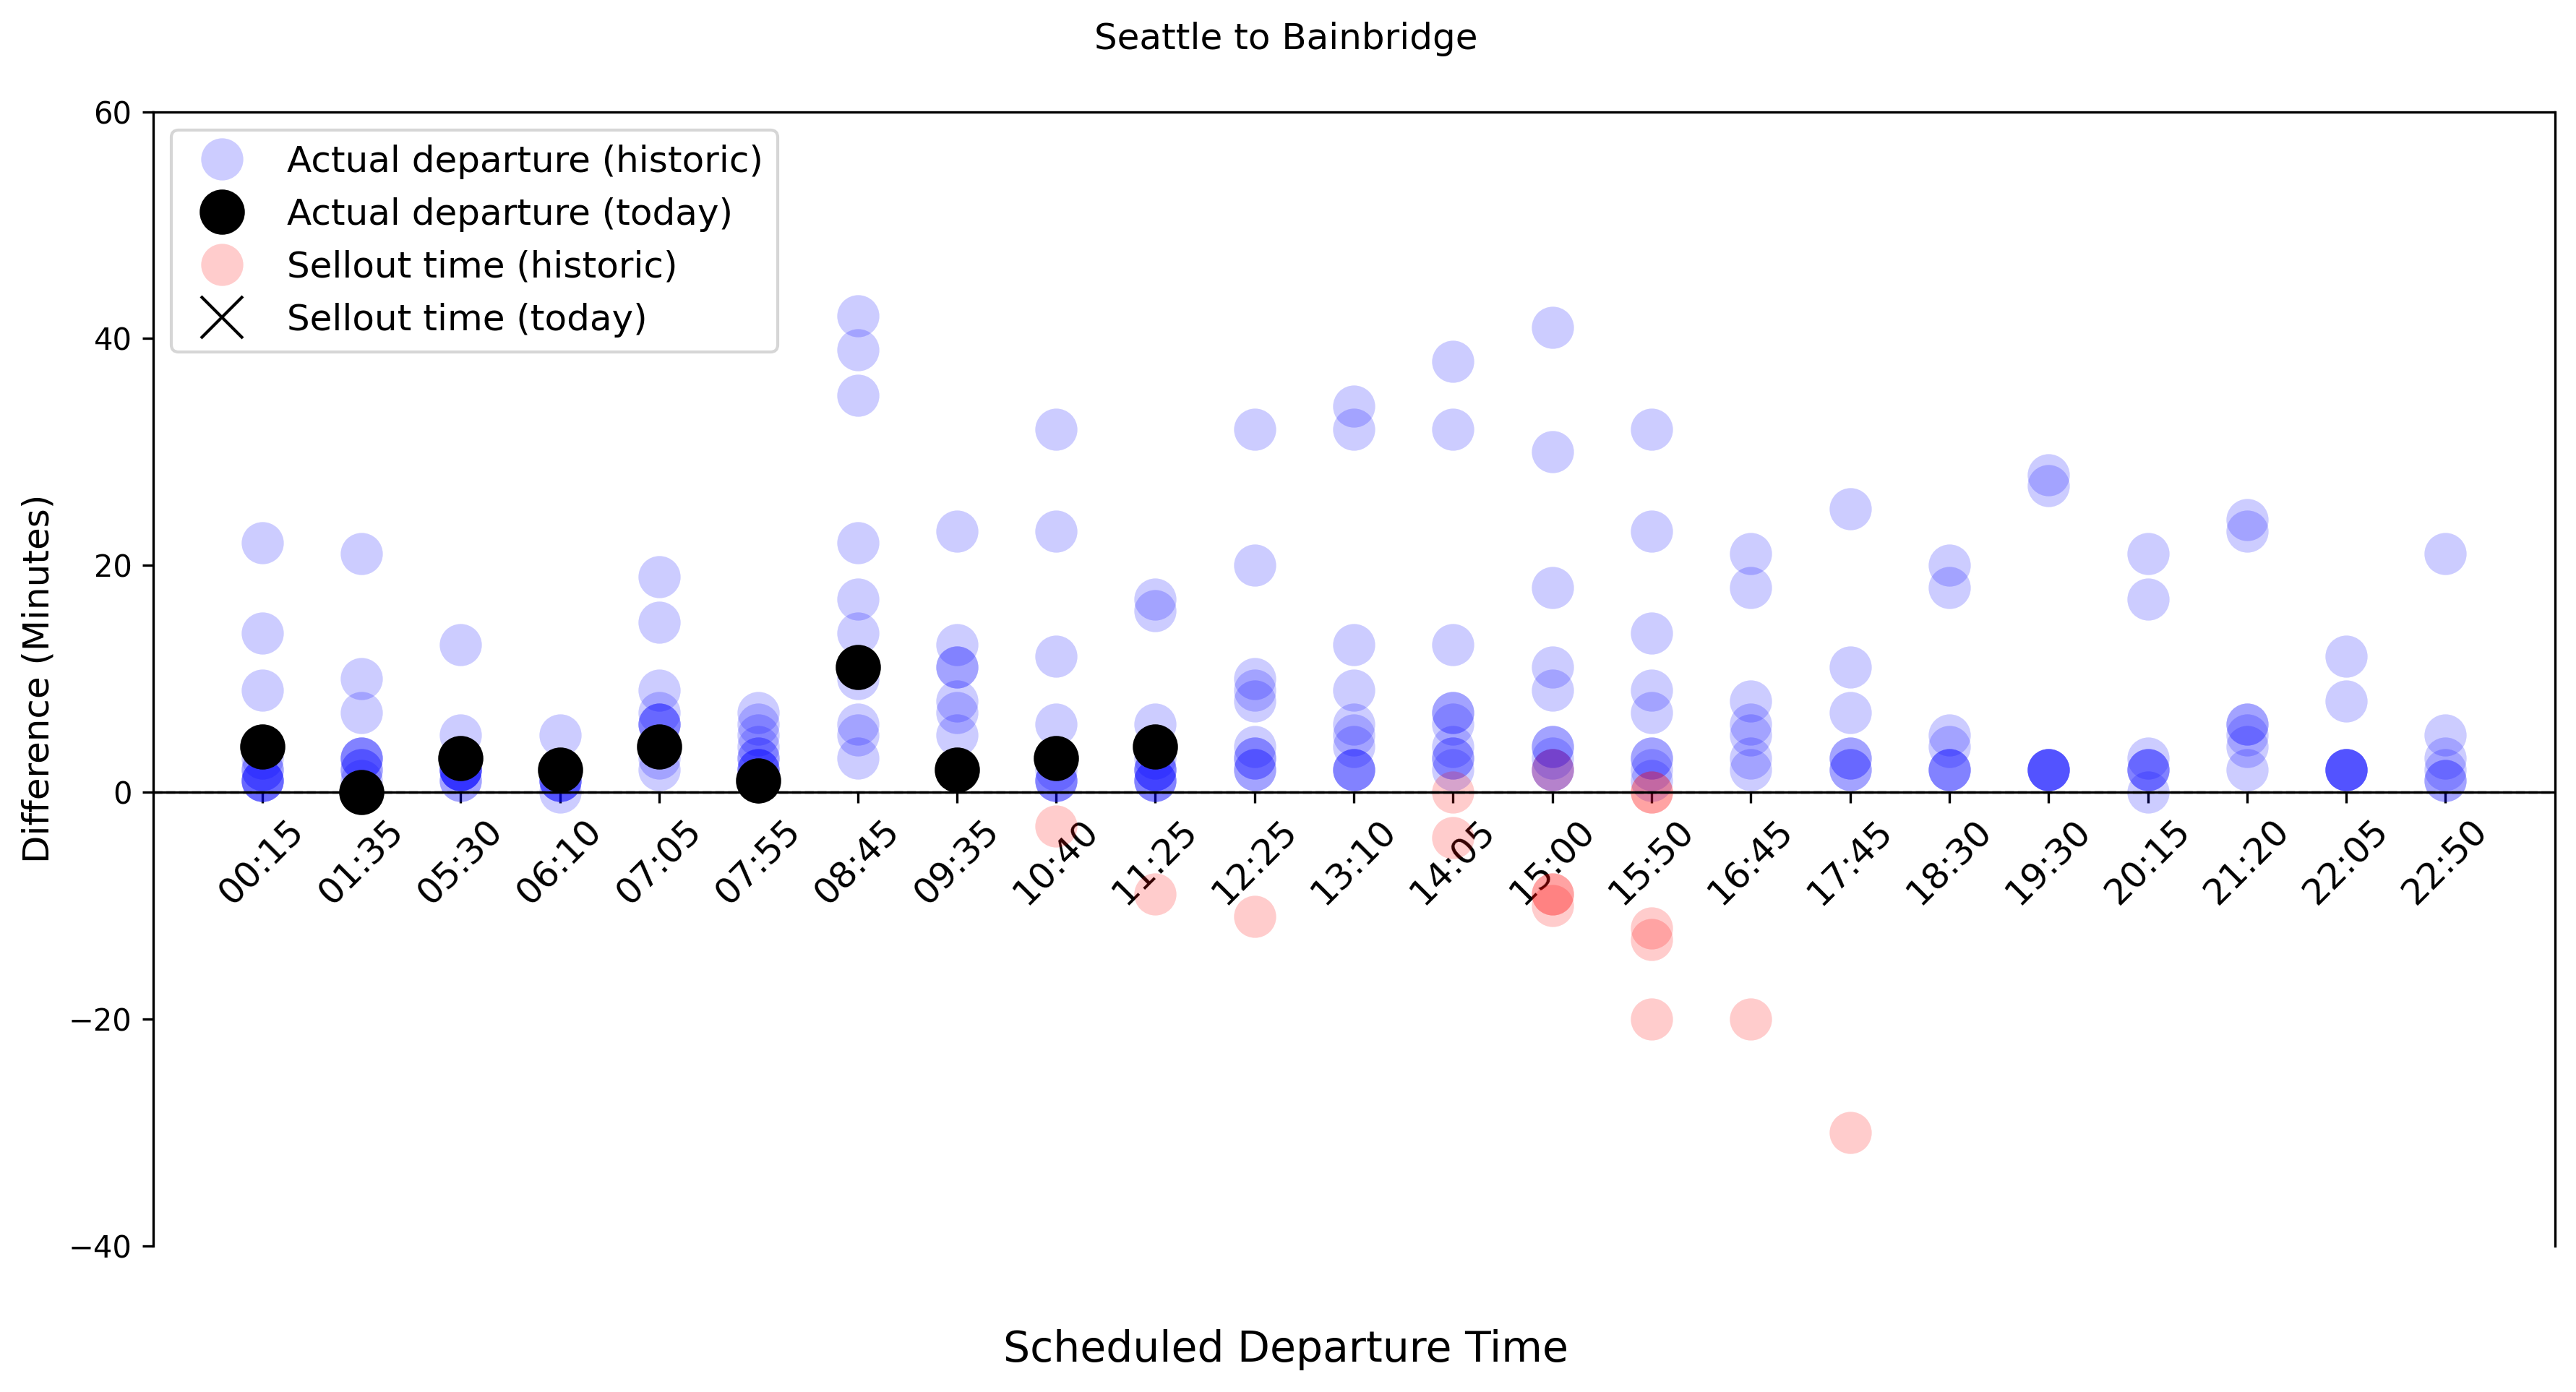 Seattle to Bainbridge
Actual departure (historic)
Actual departure (today)
Sellout time (historic)
Sellout time (today)
Difference (Minutes)
60
40
20
0
−20
−40
00:15 01:35 05:30 06:10 07:05 07:55 08:45 09:35 10:40 11:25 12:25 13:10 14:05 15:00 15:50 16:45 17:45 18:30 19:30 20:15 21:20 22:05 22:50
Scheduled Departure Time